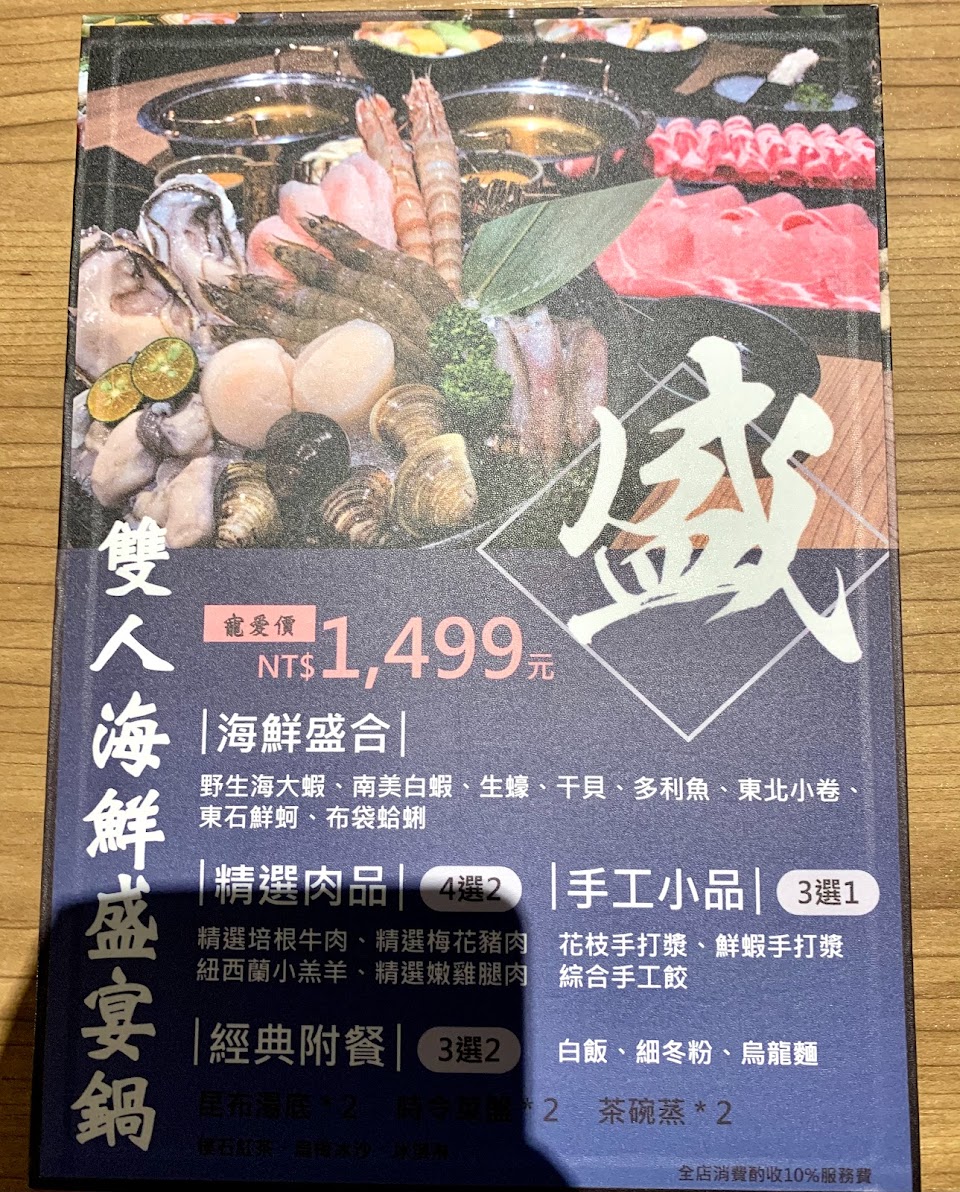 盛
雙人海鮮盛宴鍋
寵愛價
NT$1,499元
海鮮盛合
野生海大蝦、南美白蝦、生蠔、干貝、多利魚、東北小卷、
東石鮮蚵、布袋蛤蜊
精選肉品 4選2
精選培根牛肉、精選梅花豬肉
紐西蘭小羔羊、精選嫩雞腿肉
手工小品 3選1
花枝手打漿、鮮蝦手打漿
綜合手工餃
經典附餐 3選2
白飯、細冬粉、烏龍麵
昆布湯底*2 時令菜盤*2 茶碗蒸*2
全店消費酌收10%服務費